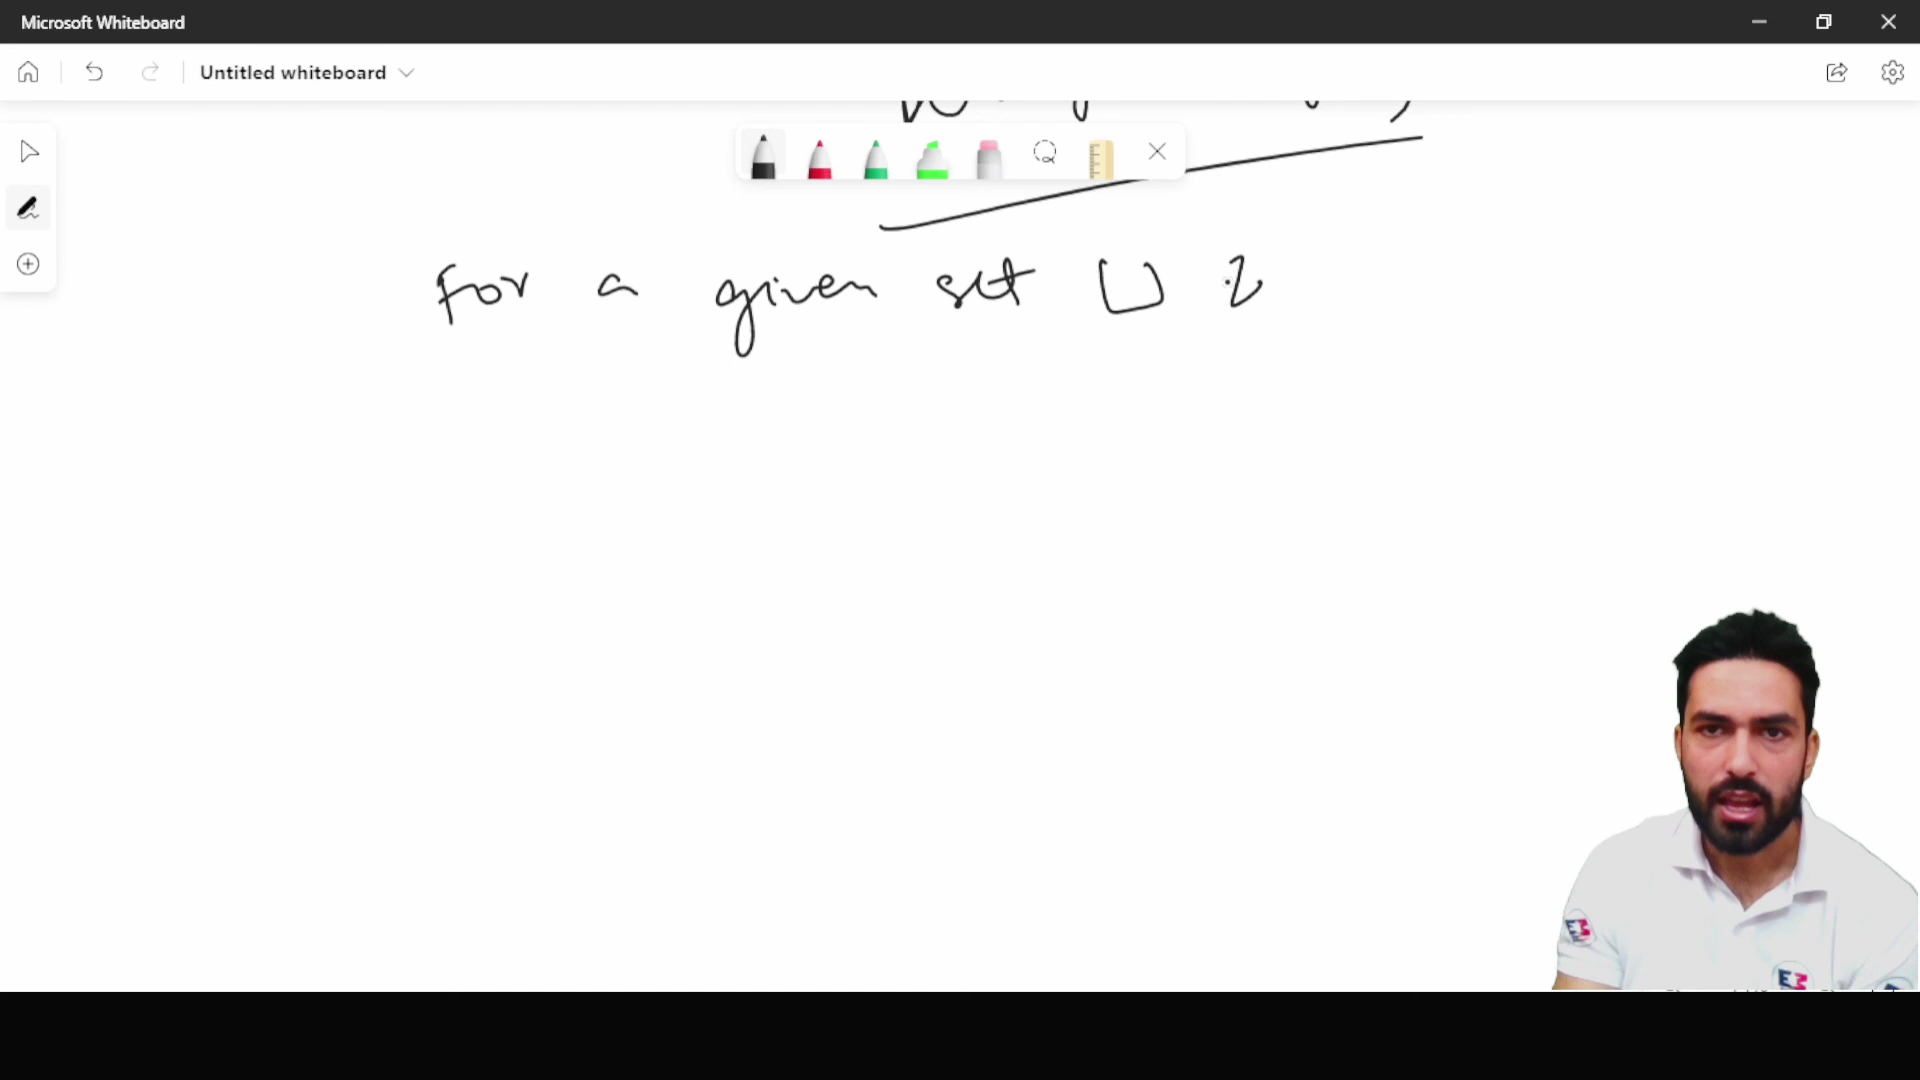 Microsoft Whiteboard
Untitled whiteboard
For a given set